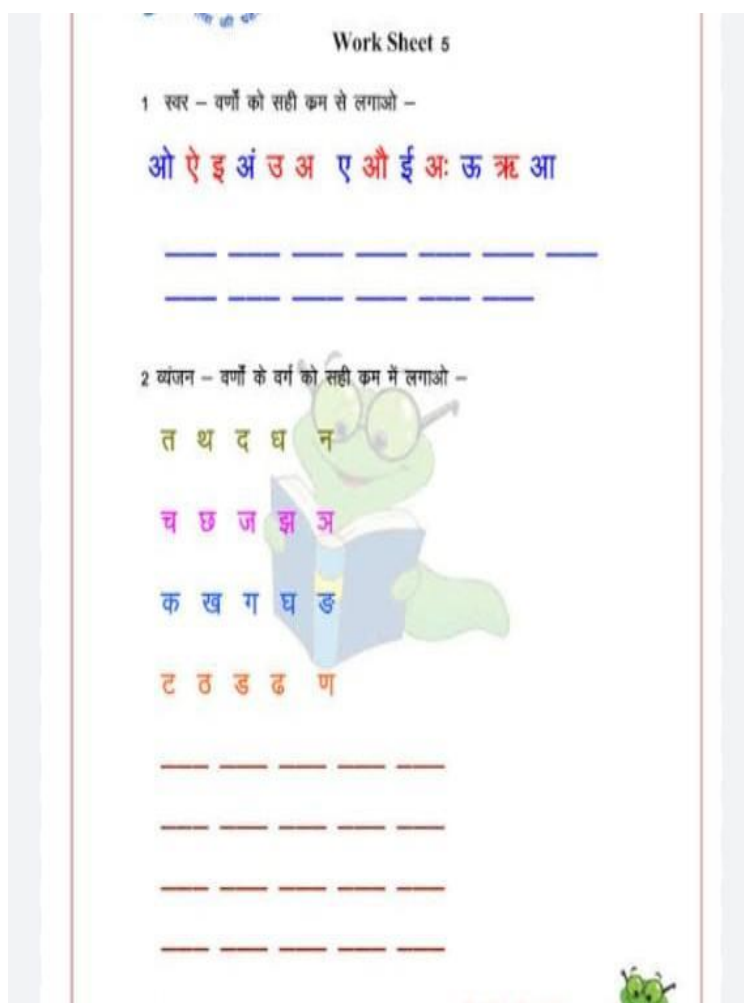 की
Work Sheet 5
1 स्वर – वर्णों को सही क्रम से लगाओ –
ओ ऐ इ अं उ अ ए औ ई अः ऊ ऋ आ
2 व्यंजन – वर्णों के वर्ग को सही क्रम में लगाओ –
त थ द ध न
च छ ज झ ञ
क ख ग घ ङ
ट ठ ड ढ ण